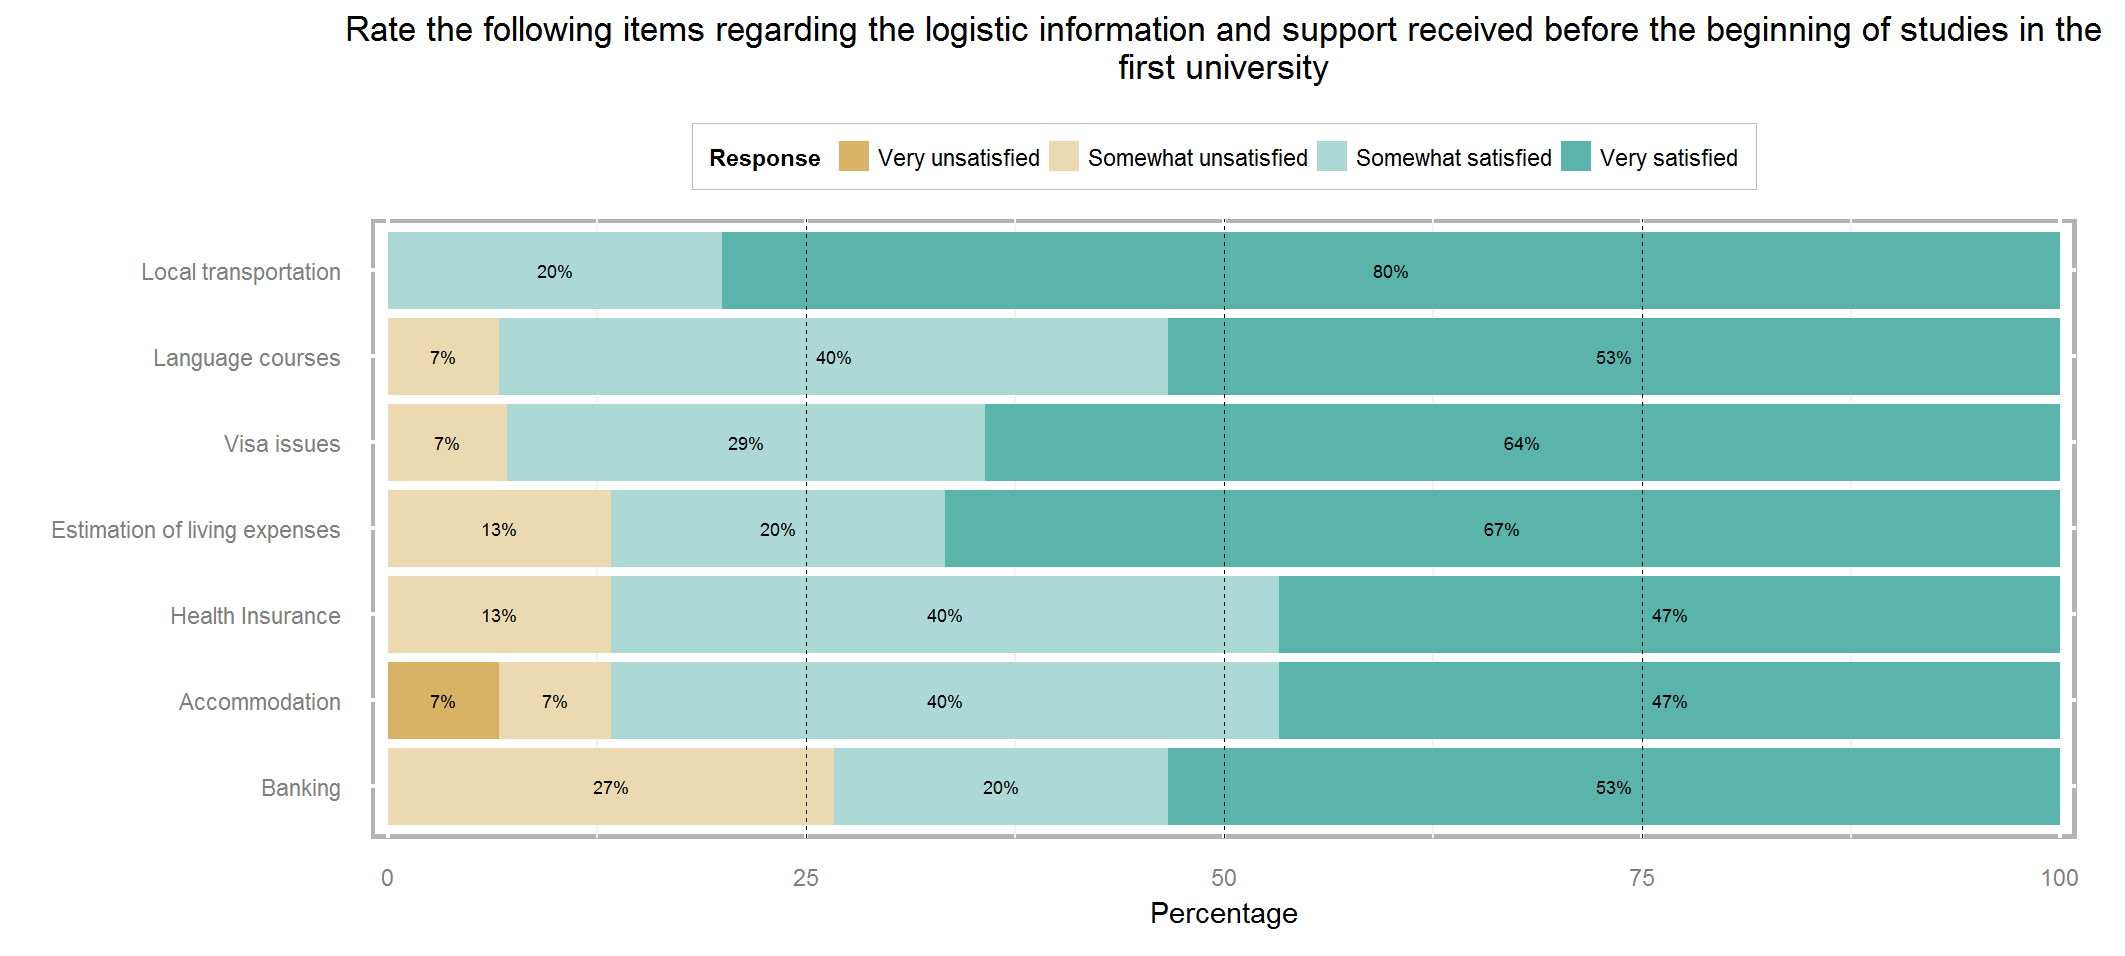 Rate the following items regarding the logistic information and support received before the beginning of studies in the
first university
Response Very unsatisfied Somewhat unsatisfied Somewhat satisfied Very satisfied
Local transportation 20% 80%
Language courses 7% 40% 53%
Visa issues 7% 29% 64%
Estimation of living expenses 13% 20% 67%
Health Insurance 13% 40% 47%
Accommodation 7% 7% 40% 47%
Banking 27% 20% 53%
0 25 50 75 100
Percentage